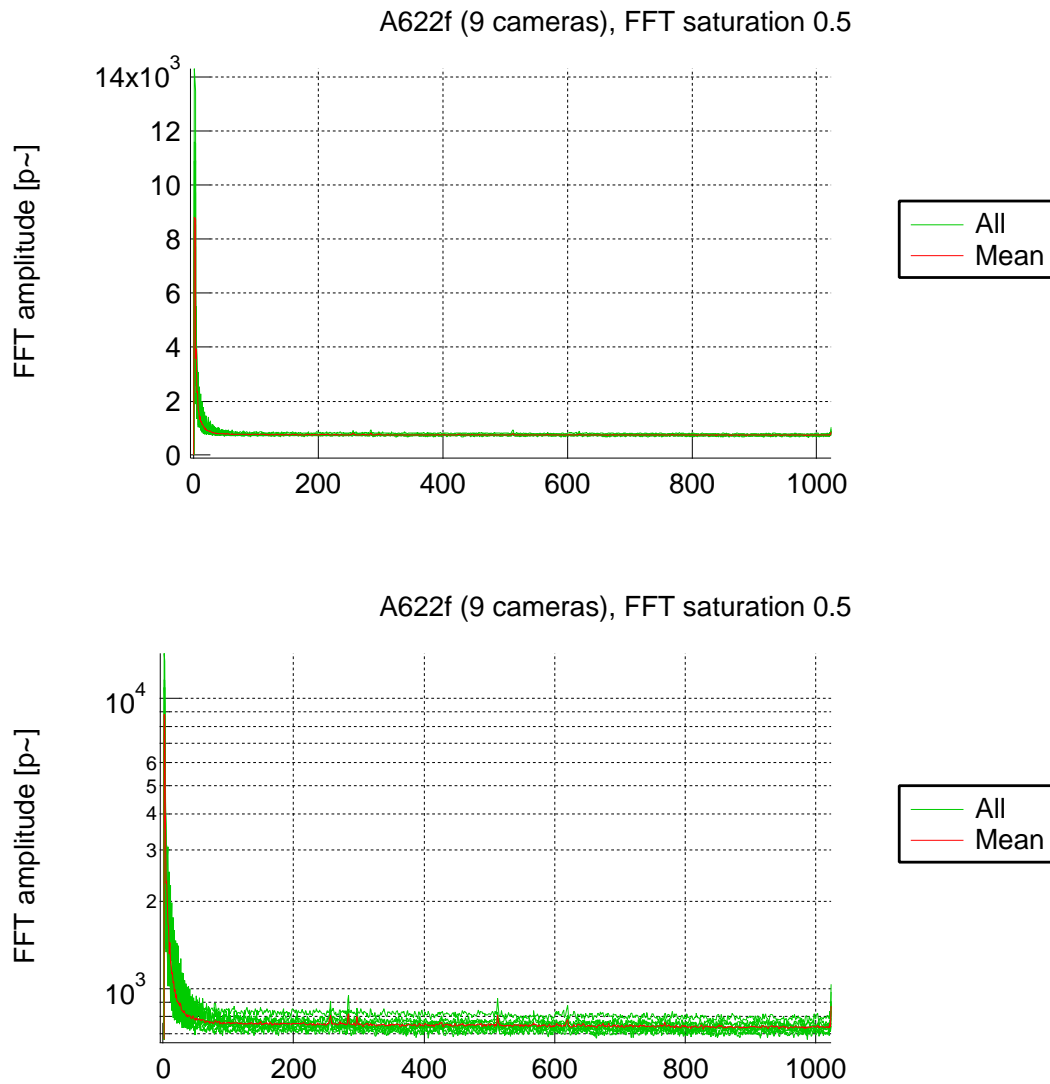 A622f (9 cameras), FFT saturation 0.5
FFT amplitude [p~]
14x10³
12
10
8
6
4
2
0
0 200 400 600 800 1000
All
Mean
A622f (9 cameras), FFT saturation 0.5
FFT amplitude [p~]
10⁴
6
5
4
3
2
10³
0 200 400 600 800 1000
All
Mean